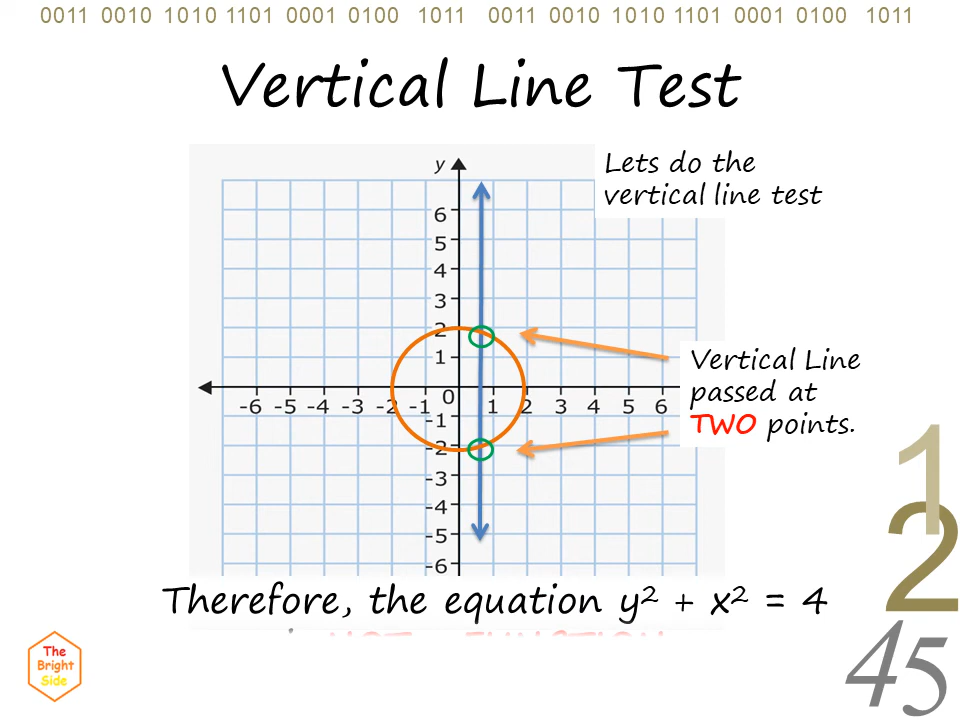 0011 0010 1010 1101 0001 0100 1011 0011 0010 1010 1101 0001 0100 1011
Vertical Line Test
Lets do the
vertical line test
y
6
5
4
3
2
1
-6 -5 -4 -3 -2 -1 0 1 2 3 4 5 6
-1
-2
-3
-4
-5
-6
Vertical Line
passed at
TWO points.
Therefore, the equation y² + x² = 4
1
2
45
The
Bright
Side